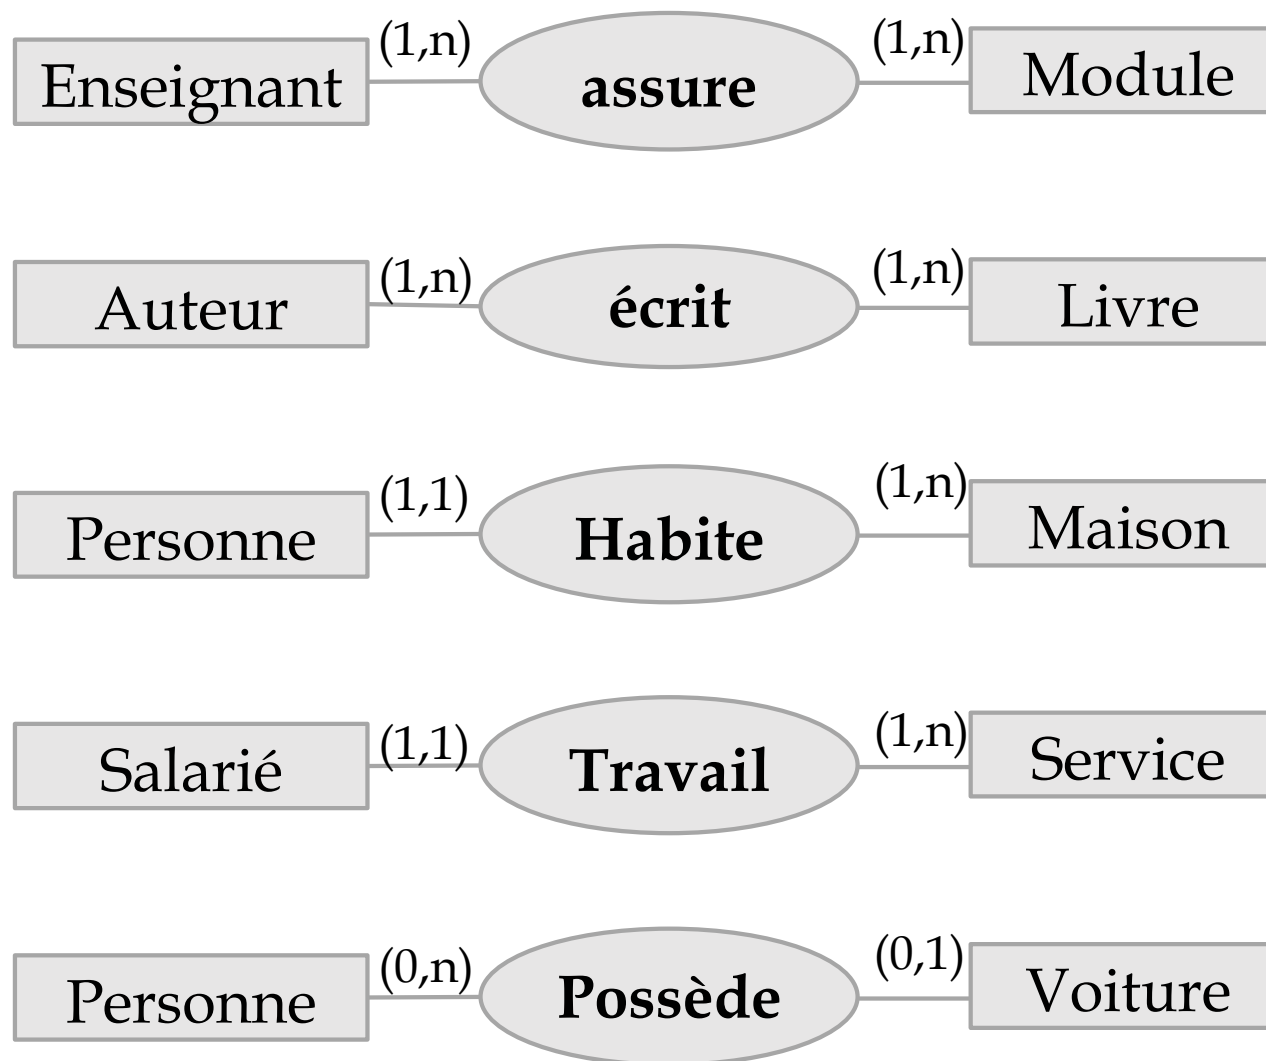 Enseignant (1,n) assure (1,n) Module
Auteur (1,n) écrit (1,n) Livre
Personne (1,1) Habite (1,n) Maison
Salarié (1,1) Travail (1,n) Service
Personne (0,n) Possède (0,1) Voiture